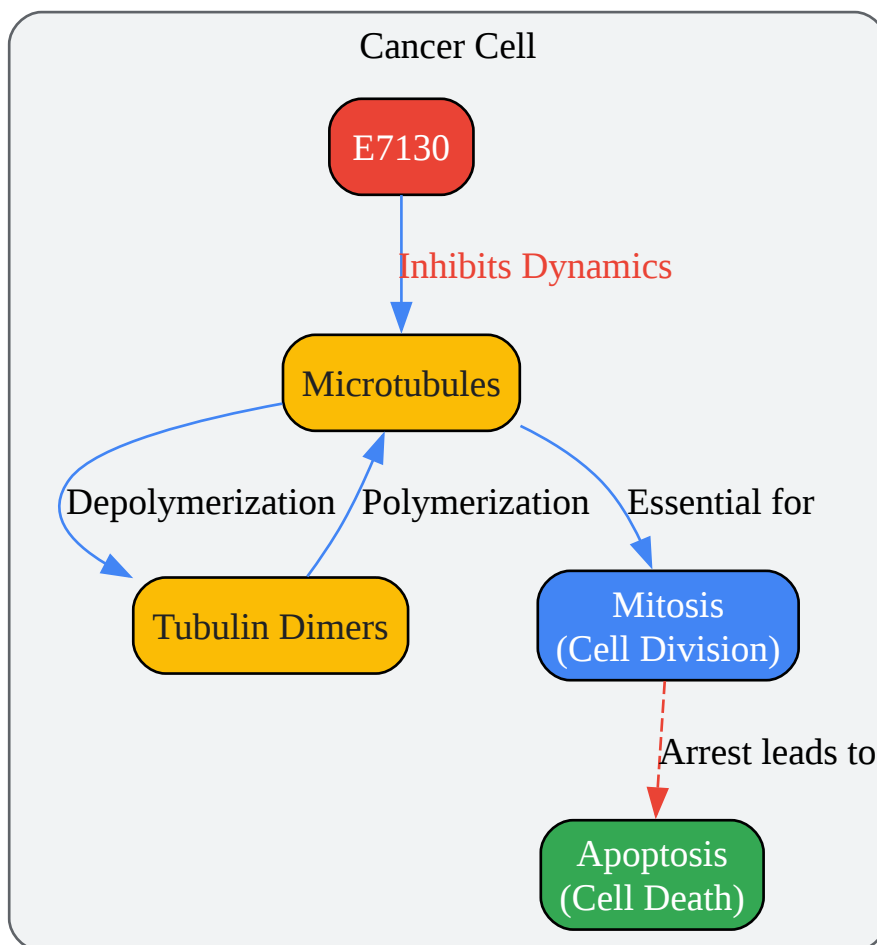 Cancer Cell
E7130
Inhibits Dynamics
Microtubules
Depolymerization
Polymerization
Essential for
Tubulin Dimers
Mitosis
(Cell Division)
Arrest leads to
Apoptosis
(Cell Death)